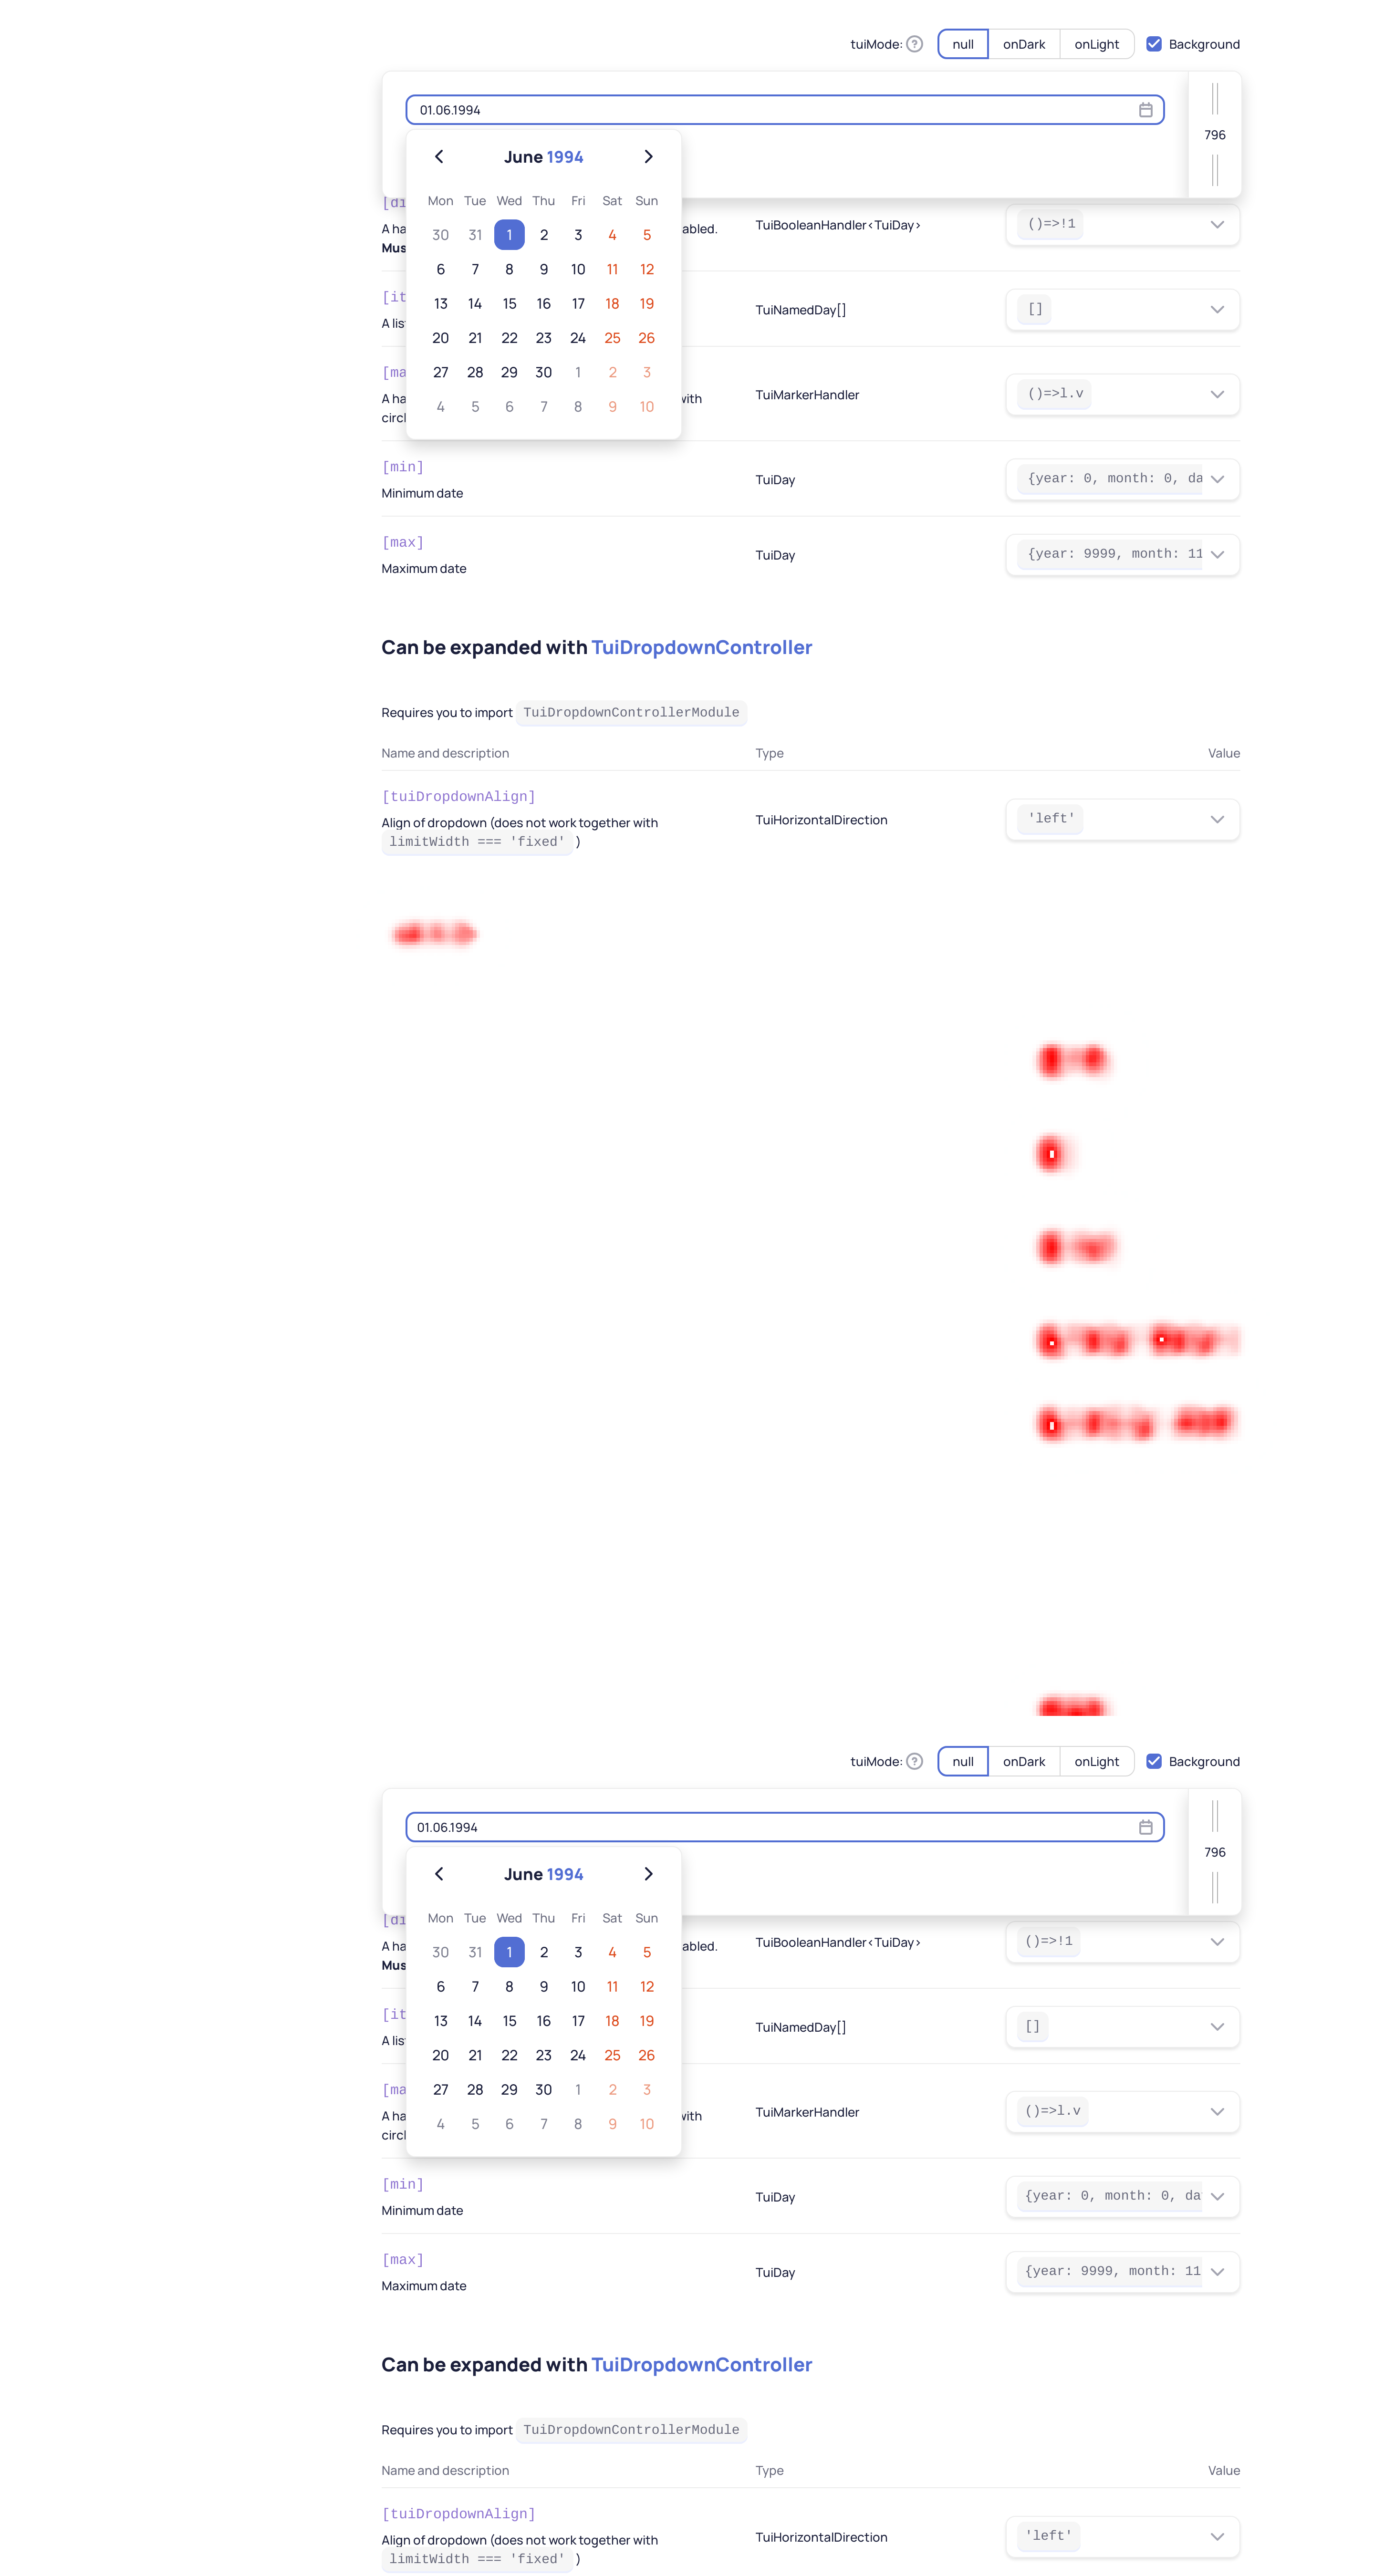 tuiMode: ? null onDark onLight Background
01.06.1994
796
June 1994
Mon Tue Wed Thu Fri Sat Sun
30 31 1 2 3 4 5
6 7 8 9 10 11 12
13 14 15 16 17 18 19
20 21 22 23 24 25 26
27 28 29 30 1 2 3
4 5 6 7 8 9 10
[di
A ha abled. TuiBooleanHandler<TuiDay> ()=>!1
Mus
[it
A lis TuiNamedDay[] []
[ma
A ha with TuiMarkerHandler ()=>l.v
circl
[min]
Minimum date TuiDay {year: 0, month: 0, da
[max]
Maximum date TuiDay {year: 9999, month: 11
Can be expanded with TuiDropdownController
Requires you to import TuiDropdownControllerModule
Name and description Type Value
[tuiDropdownAlign]
Align of dropdown (does not work together with TuiHorizontalDirection 'left'
limitWidth === 'fixed' )
tuiMode: ? null onDark onLight Background
01.06.1994
796
June 1994
Mon Tue Wed Thu Fri Sat Sun
30 31 1 2 3 4 5
6 7 8 9 10 11 12
13 14 15 16 17 18 19
20 21 22 23 24 25 26
27 28 29 30 1 2 3
4 5 6 7 8 9 10
[di
A ha abled. TuiBooleanHandler<TuiDay> ()=>!1
Mus
[it
A lis TuiNamedDay[] []
[ma
A ha with TuiMarkerHandler ()=>l.v
circl
[min]
Minimum date TuiDay {year: 0, month: 0, da
[max]
Maximum date TuiDay {year: 9999, month: 11
Can be expanded with TuiDropdownController
Requires you to import TuiDropdownControllerModule
Name and description Type Value
[tuiDropdownAlign]
Align of dropdown (does not work together with TuiHorizontalDirection 'left'
limitWidth === 'fixed' )